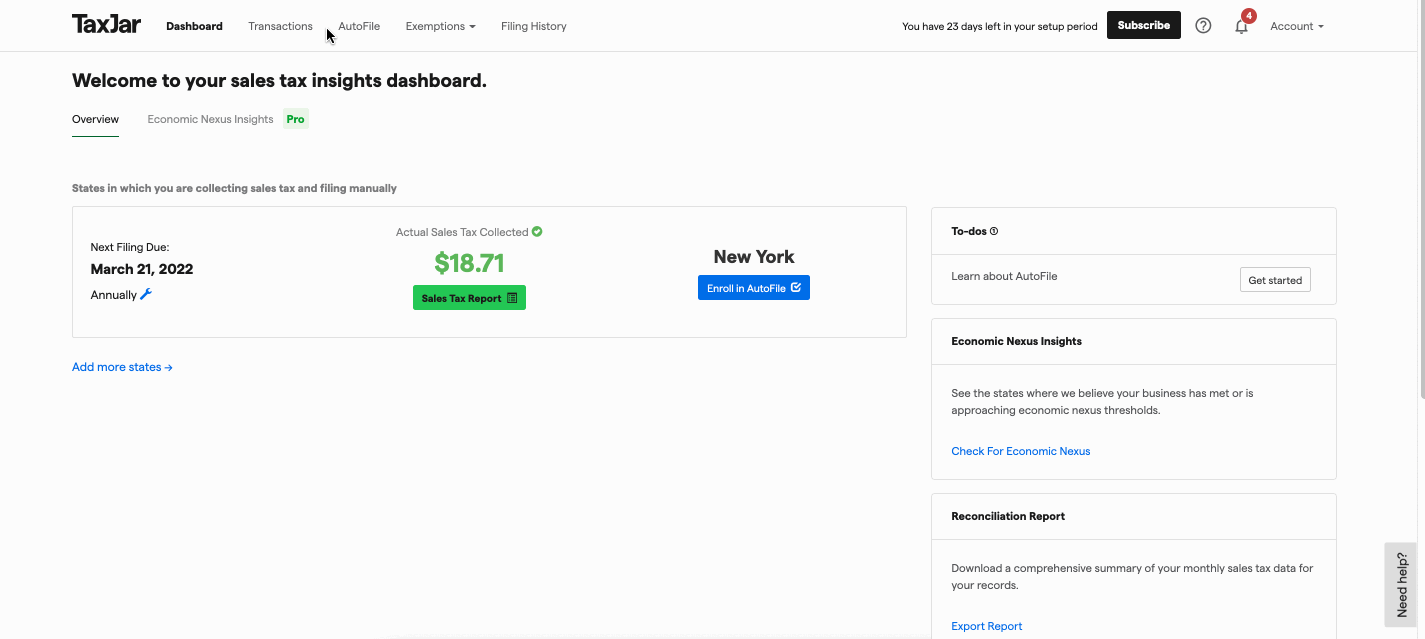 TaxJar Dashboard Transactions AutoFile Exemptions Filing History You have 23 days left in your setup period Subscribe 4 Account
Welcome to your sales tax insights dashboard.
Overview Economic Nexus Insights Pro
States in which you are collecting sales tax and filing manually
Next Filing Due:
March 21, 2022
Annually
Actual Sales Tax Collected
$18.71
Sales Tax Report
New York
Enroll in AutoFile
Add more states →
To-dos
Learn about AutoFile Get started
Economic Nexus Insights
See the states where we believe your business has met or is
approaching economic nexus thresholds.
Check For Economic Nexus
Reconciliation Report
Download a comprehensive summary of your monthly sales tax data for
your records.
Export Report
Need help?